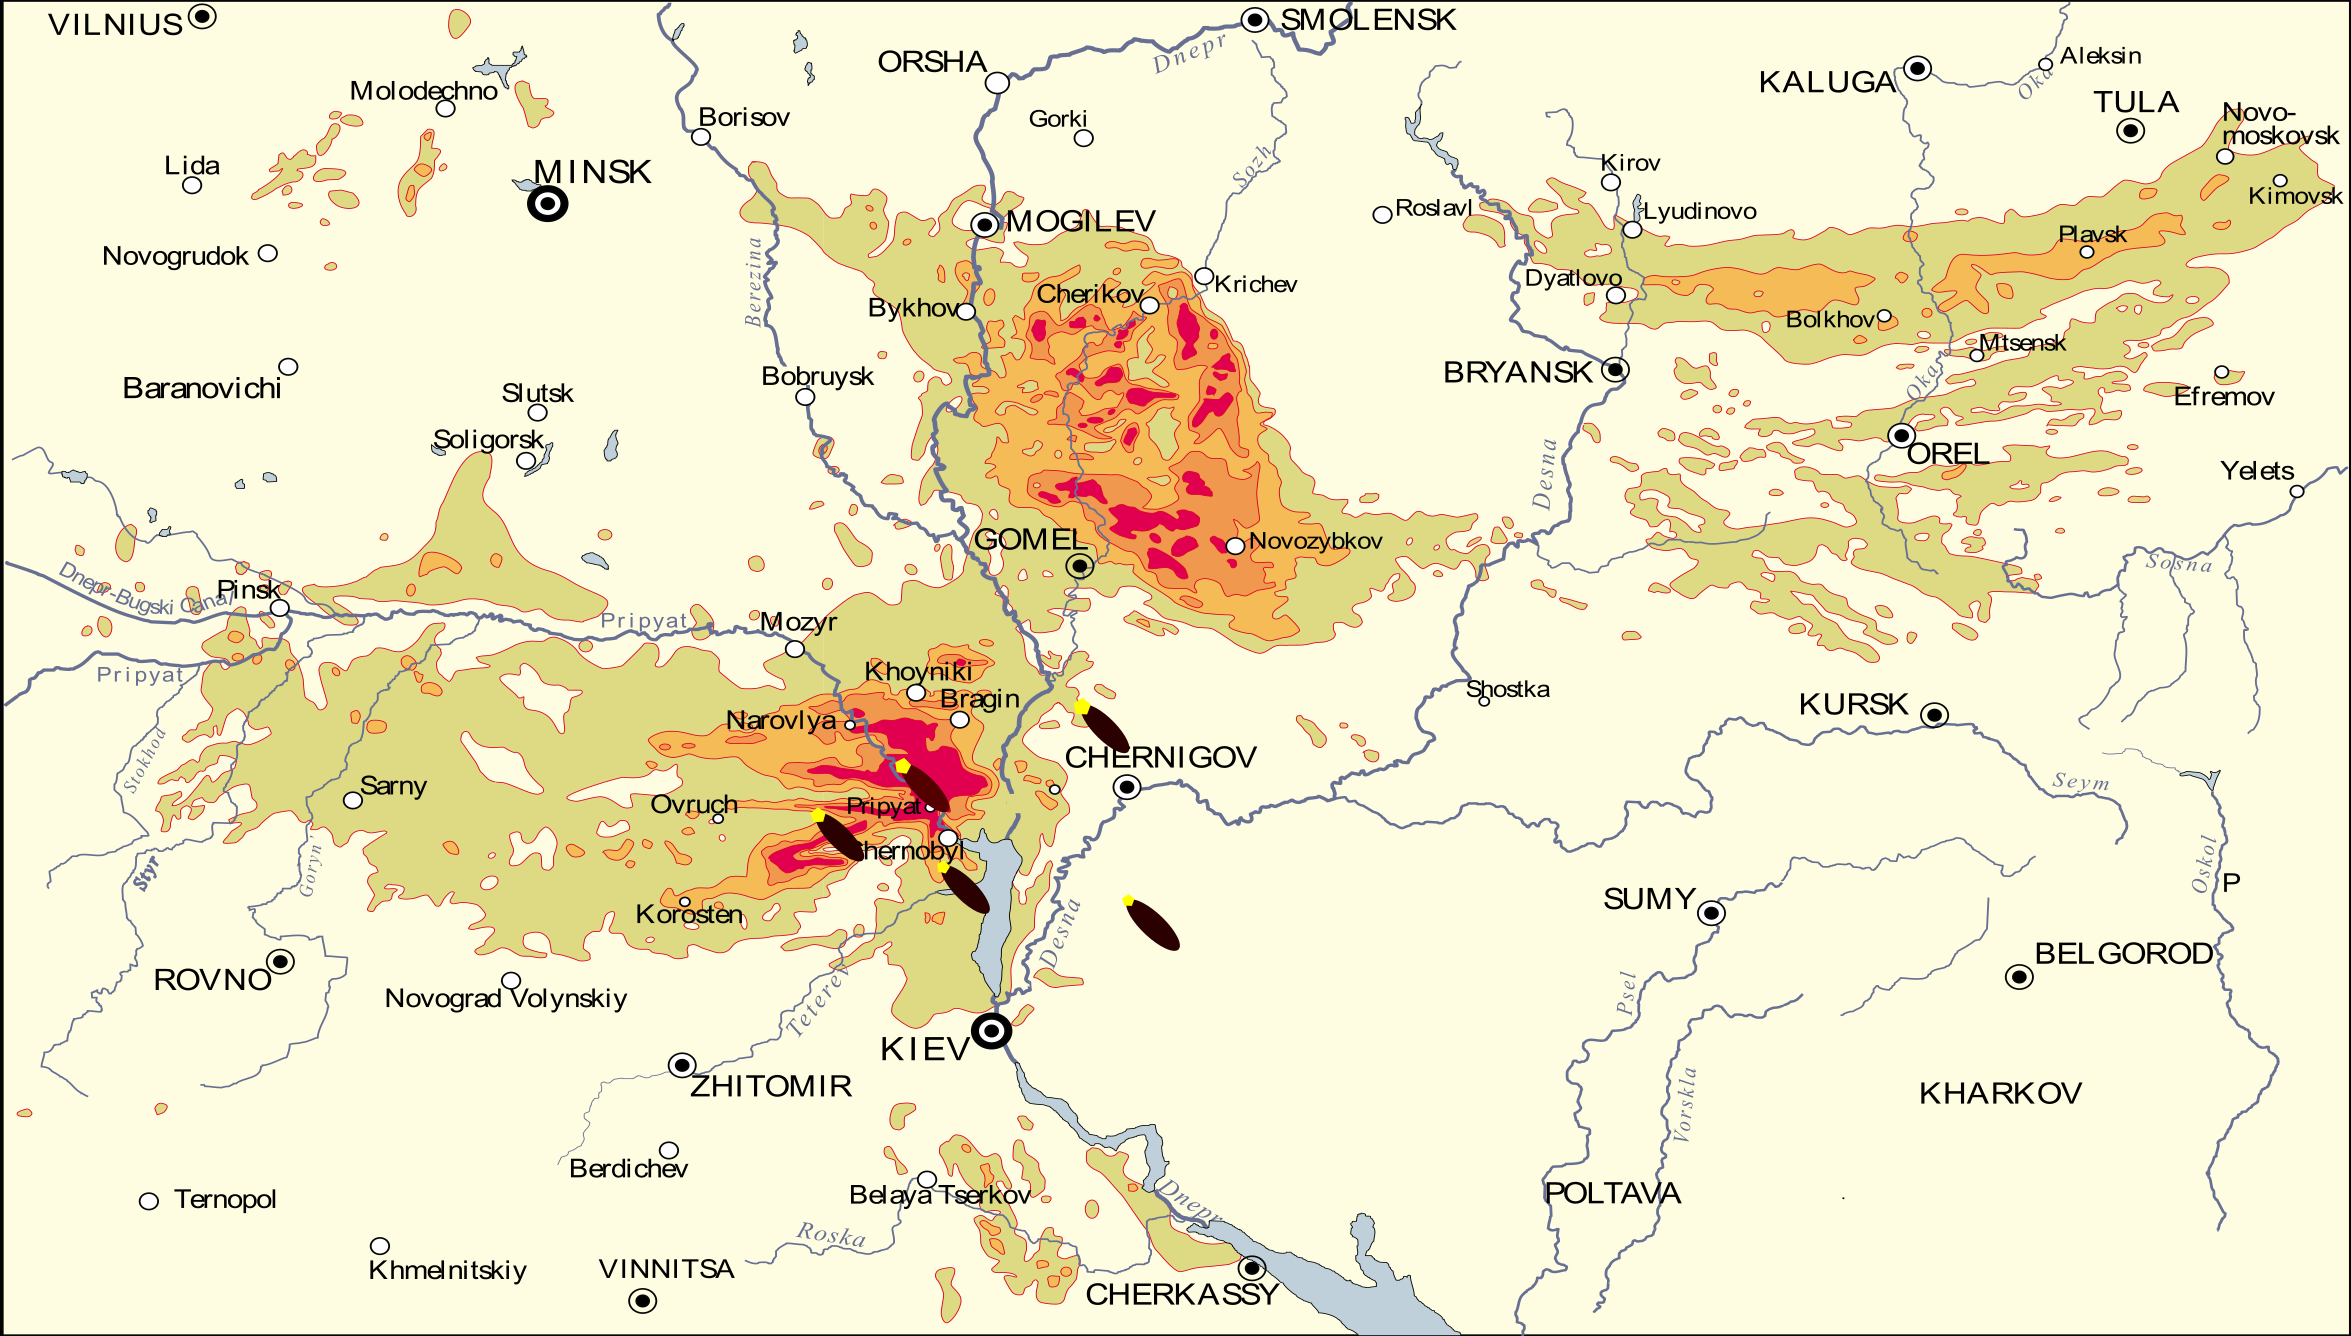 VILNIUS
SMOLENSK
ORSHA
Dnepr
Aleksin
KALUGA
Oka
TULA
Molodechno
Borisov
Gorki
Novo-
moskovsk
Lida
MINSK
Sozh
Kirov
Kimovsk
Roslavl
Lyudinovo
MOGILEV
Plavsk
Novogrudok
Berezina
Krichev
Dyatlovo
Cherikov
Bykhov
Bolkhov
Mtsensk
Baranovichi
Slutsk
Bobruysk
BRYANSK
Oka
Efremov
Soligorsk
OREL
Desna
Yelets
GOMEL
Novozybkov
Sosna
Dnepr-Bugski Canal
Pinsk
Pripyat
Mozyr
Pripyat
Khoyniki
Bragin
Shostka
KURSK
Narovlya
Stokhod
CHERNIGOV
Sarny
Ovruch
Pripyat
Seym
Chernobyl
Styr
Goryn'
Oskol
P
SUMY
Korosten
Desna
BELGOROD
ROVNO
Novograd Volynskiy
Teterev
Psel
KIEV
ZHITOMIR
Vorskla
KHARKOV
Berdichev
Ternopol
Belaya Tserkov
Dnepr
POLTAVA
Roska
Khmelnitskiy
VINNITSA
CHERKASSY